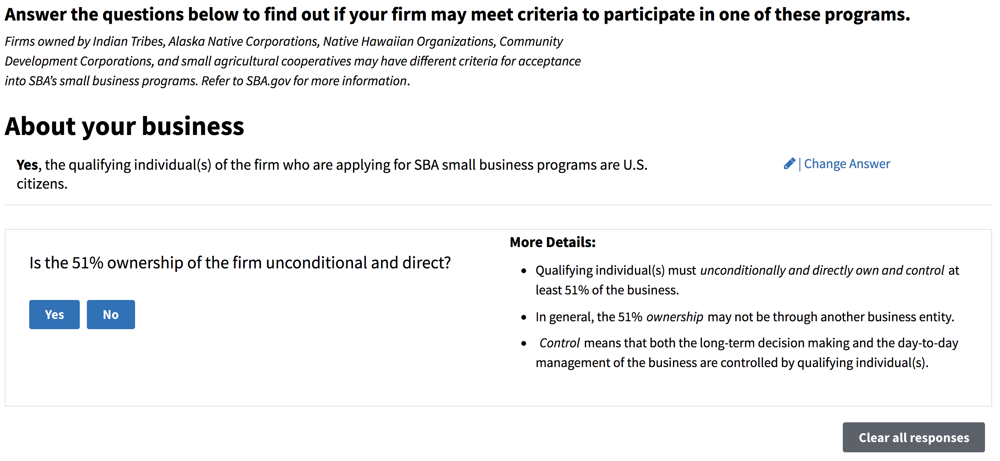 Answer the questions below to find out if your firm may meet criteria to participate in one of these programs.
Firms owned by Indian Tribes, Alaska Native Corporations, Native Hawaiian Organizations, Community
Development Corporations, and small agricultural cooperatives may have different criteria for acceptance
into SBA’s small business programs. Refer to SBA.gov for more information.
About your business
Yes, the qualifying individual(s) of the firm who are applying for SBA small business programs are U.S.
citizens.
| Change Answer
Is the 51% ownership of the firm unconditional and direct?
Yes
No
More Details:
• Qualifying individual(s) must unconditionally and directly own and control at
least 51% of the business.
• In general, the 51% ownership may not be through another business entity.
• Control means that both the long-term decision making and the day-to-day
management of the business are controlled by qualifying individual(s).
Clear all responses